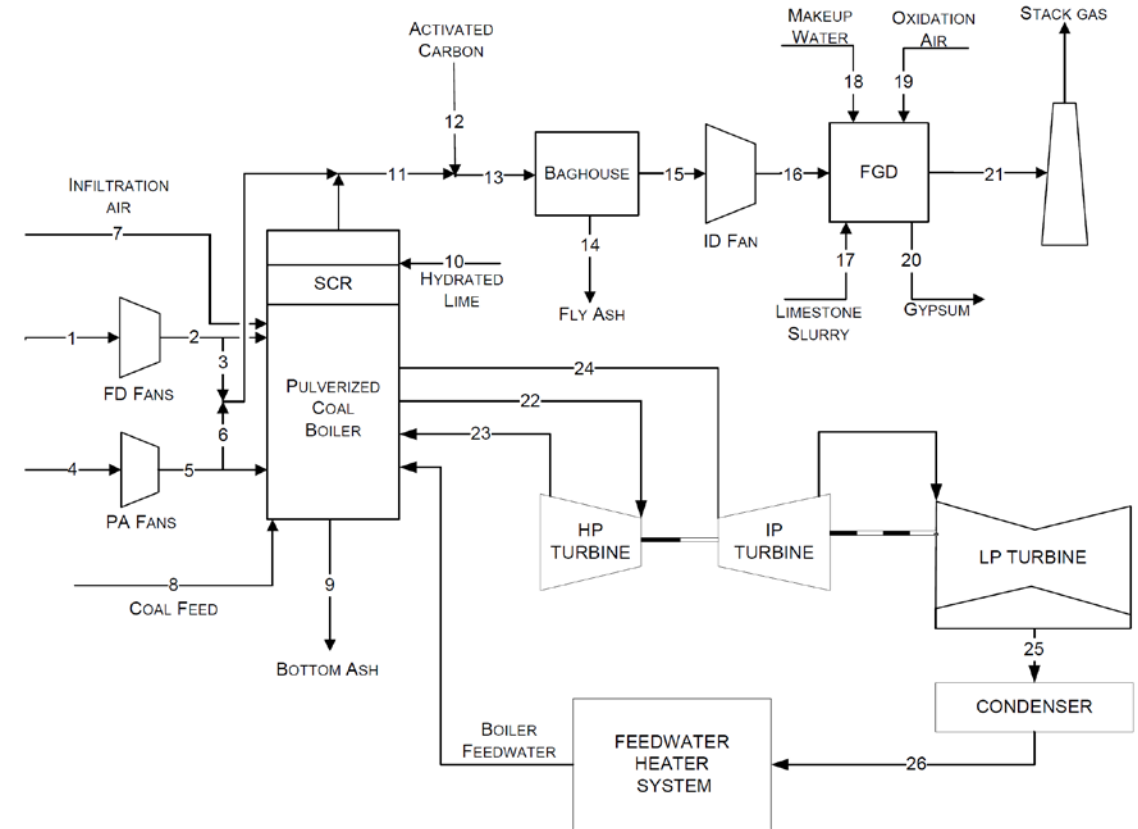 ACTIVATED
CARBON
MAKEUP
WATER
OXIDATION
AIR
STACK GAS
18
19
12
INFILTRATION
AIR
7
11
13
BAGHOUSE
15
ID FAN
16
FGD
21
14
FLY ASH
17
LIMESTONE
SLURRY
20
GYPSUM
SCR
10
HYDRATED
LIME
1
2
3
FD FANS
PULVERIZED
COAL
BOILER
24
22
23
6
4
5
PA FANS
HP
TURBINE
IP
TURBINE
LP TURBINE
8
COAL FEED
9
BOTTOM ASH
25
CONDENSER
BOILER
FEEDWATER
FEEDWATER
HEATER
SYSTEM
26